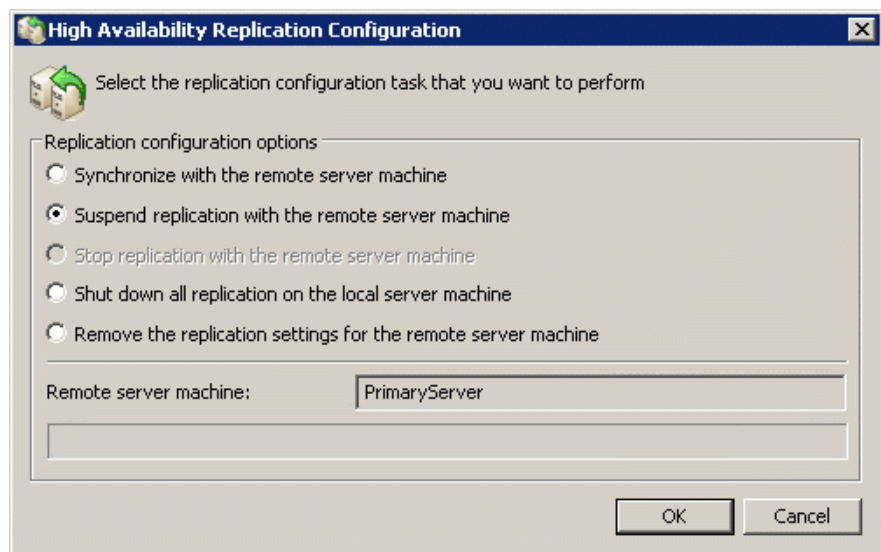 High Availability Replication Configuration
Select the replication configuration task that you want to perform
Replication configuration options
Synchronize with the remote server machine
Suspend replication with the remote server machine
Stop replication with the remote server machine
Shut down all replication on the local server machine
Remove the replication settings for the remote server machine
Remote server machine: PrimaryServer
OK Cancel